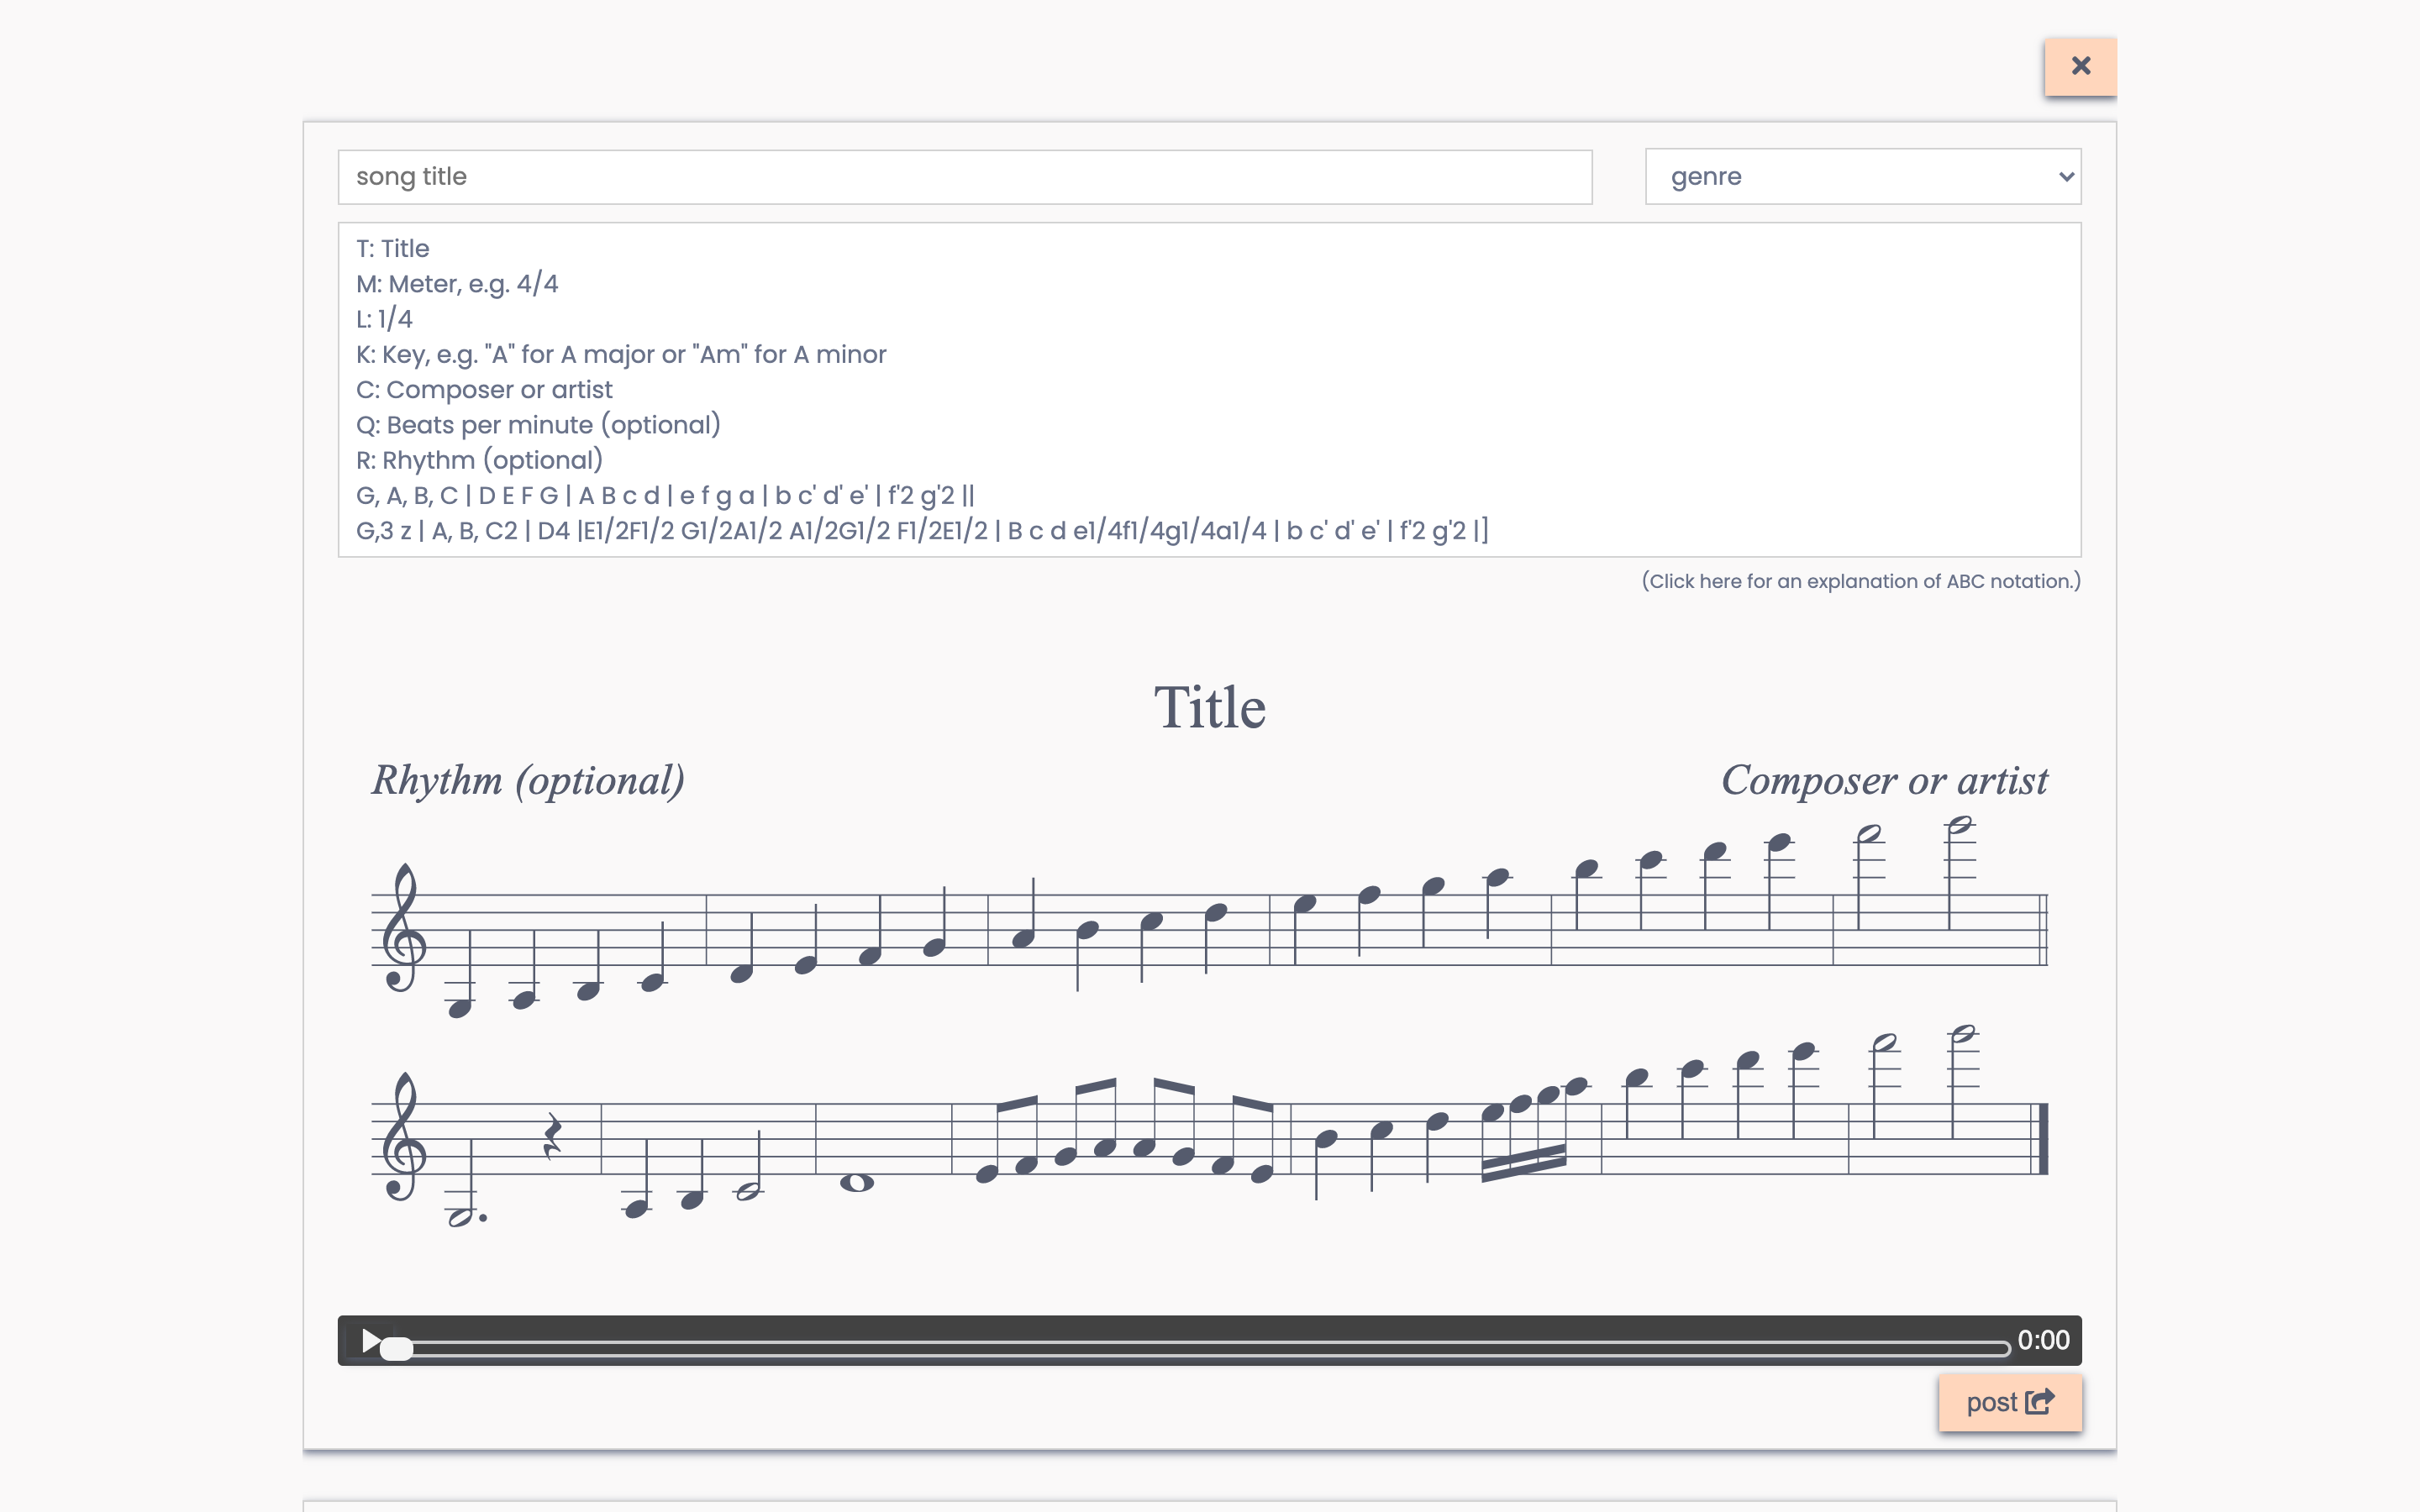 song title
genre
T: Title
M: Meter, e.g. 4/4
L: 1/4
K: Key, e.g. "A" for A major or "Am" for A minor
C: Composer or artist
Q: Beats per minute (optional)
R: Rhythm (optional)
G, A, B, C | D E F G | A B c d | e f g a | b c' d' e' | f'2 g'2 ||
G,3 z | A, B, C2 | D4 |E1/2F1/2 G1/2A1/2 A1/2G1/2 F1/2E1/2 | B c d e1/4f1/4g1/4a1/4 | b c' d' e' | f'2 g'2 |]
(Click here for an explanation of ABC notation.)
Title
Rhythm (optional)
Composer or artist
0:00
post